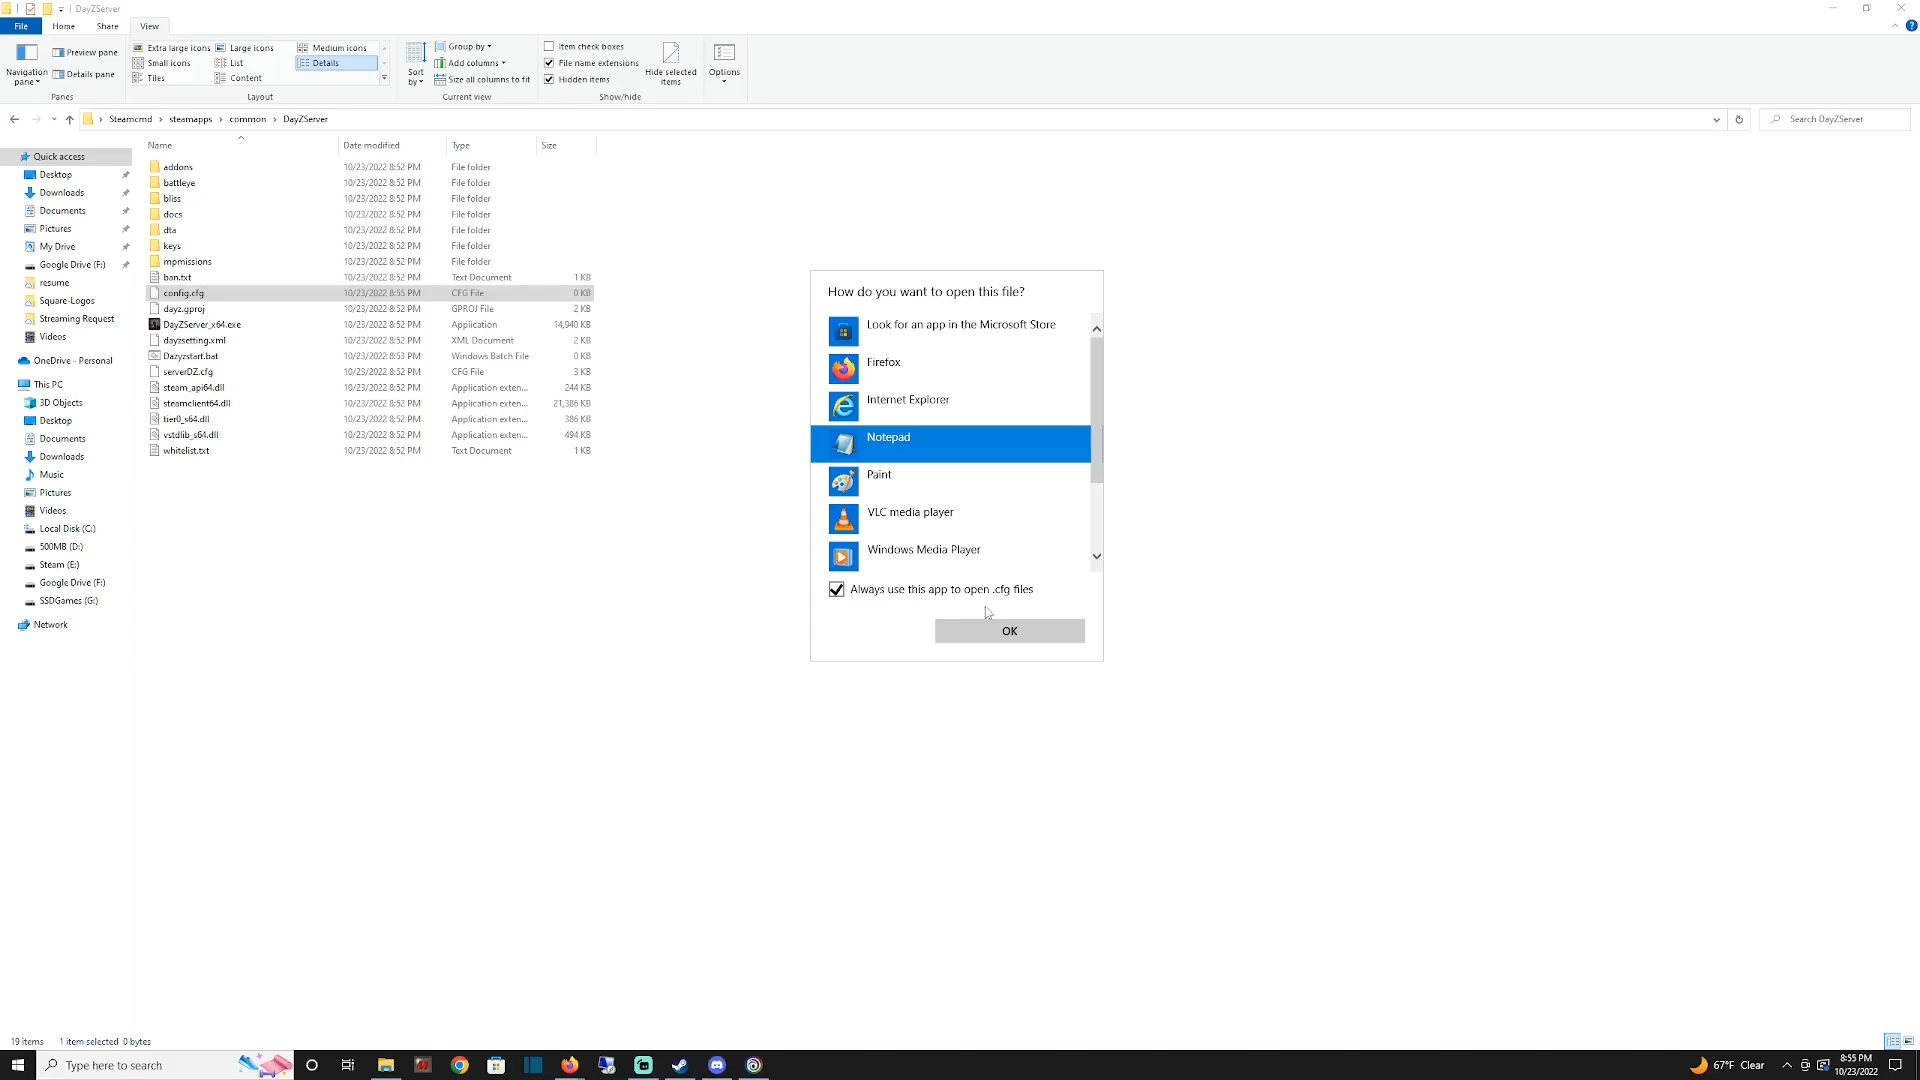 DayZServer
File Home Share View
Navigation pane
Preview pane
Details pane
Panes
Extra large icons Large icons Medium icons
Small icons List Details
Tiles Content
Layout
Sort by
Group by
Add columns
Size all columns to fit
Current view
Item check boxes
File name extensions
Hidden items
Hide selected items
Show/hide
Options
Steamcmd steamapps common DayZServer
Search DayZServer
Name Date modified Type Size
addons 10/23/2022 8:52 PM File folder
battleye 10/23/2022 8:52 PM File folder
bliss 10/23/2022 8:52 PM File folder
docs 10/23/2022 8:52 PM File folder
dta 10/23/2022 8:52 PM File folder
keys 10/23/2022 8:52 PM File folder
mpmissions 10/23/2022 8:52 PM File folder
ban.txt 10/23/2022 8:52 PM Text Document 1 KB
config.cfg 10/23/2022 8:55 PM CFG File 0 KB
dayz.gproj 10/23/2022 8:52 PM GPROJ File 2 KB
DayZServer_x64.exe 10/23/2022 8:52 PM Application 14,940 KB
dayzsetting.xml 10/23/2022 8:52 PM XML Document 2 KB
Dazyzstart.bat 10/23/2022 8:53 PM Windows Batch File 0 KB
serverDZ.cfg 10/23/2022 8:52 PM CFG File 3 KB
steam_api64.dll 10/23/2022 8:52 PM Application exten... 244 KB
steamclient64.dll 10/23/2022 8:52 PM Application exten... 21,386 KB
tier0_s64.dll 10/23/2022 8:52 PM Application exten... 386 KB
vstdlib_s64.dll 10/23/2022 8:52 PM Application exten... 494 KB
whitelist.txt 10/23/2022 8:52 PM Text Document 1 KB
Quick access
Desktop
Downloads
Documents
Pictures
My Drive
Google Drive (F:)
resume
Square-Logos
Streaming Request
Videos
OneDrive - Personal
This PC
3D Objects
Desktop
Documents
Downloads
Music
Pictures
Videos
Local Disk (C:)
500MB (D:)
Steam (E:)
Google Drive (F:)
SSDGames (G:)
Network
How do you want to open this file?
Look for an app in the Microsoft Store
Firefox
Internet Explorer
Notepad
Paint
VLC media player
Windows Media Player
Always use this app to open .cfg files
OK
19 items 1 item selected 0 bytes
Type here to search
67°F Clear
8:55 PM
10/23/2022